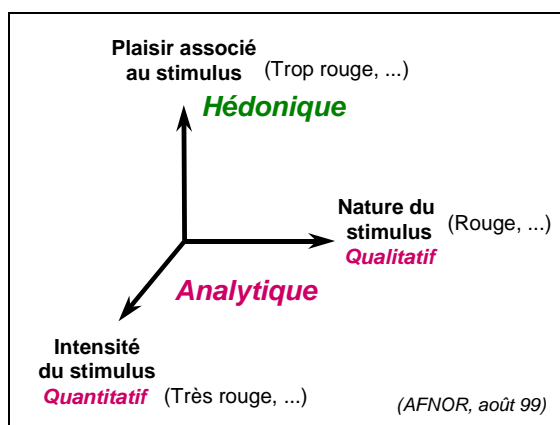 Plaisir associé
au stimulus (Trop rouge, ...)
Hédonique
Nature du
stimulus (Rouge, ...)
Qualitatif
Analytique
Intensité
du stimulus
Quantitatif (Très rouge, ...)
(AFNOR, août 99)